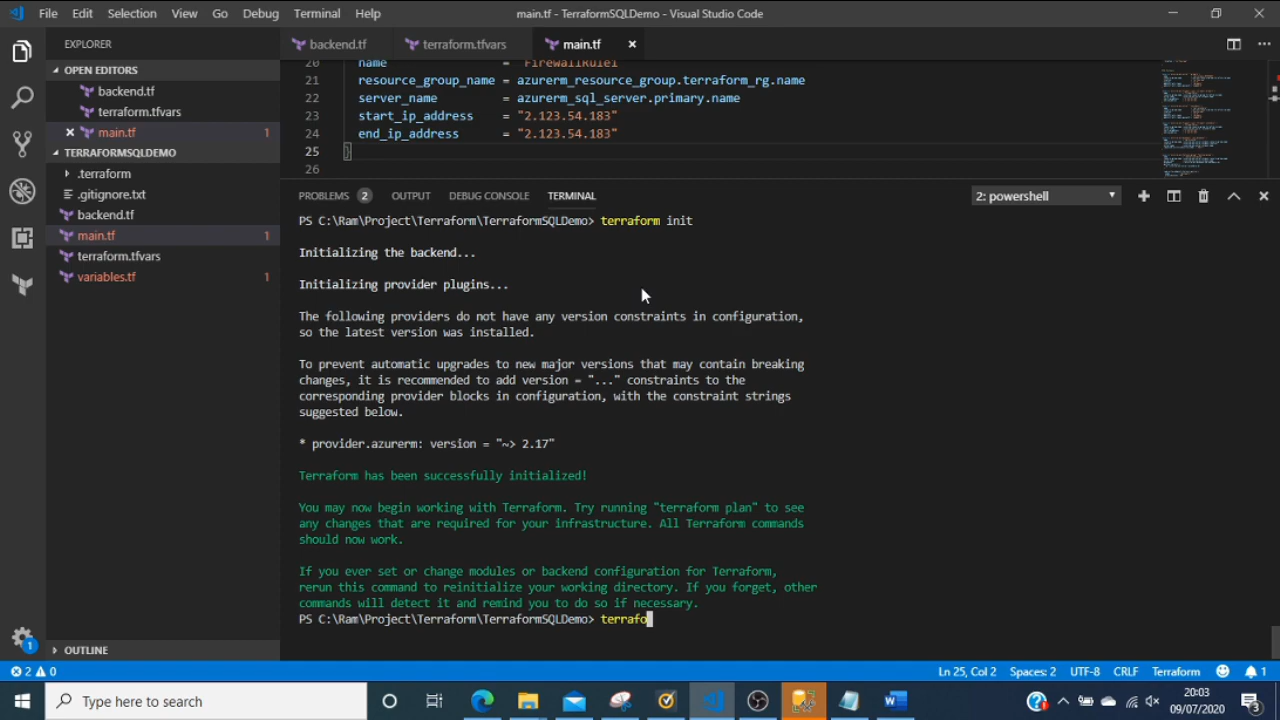 File Edit Selection View Go Debug Terminal Help
main.tf - TerraformSQLDemo - Visual Studio Code
EXPLORER
OPEN EDITORS
backend.tf
terraform.tfvars
main.tf 1
TERRAFORMSQLDEMO
.terraform
.gitignore.txt
backend.tf
main.tf 1
terraform.tfvars
variables.tf 1
OUTLINE
backend.tf terraform.tfvars main.tf
20 name = "FirewallRule1"
21 resource_group_name = azurerm_resource_group.terraform_rg.name
22 server_name = azurerm_sql_server.primary.name
23 start_ip_address = "2.123.54.183"
24 end_ip_address = "2.123.54.183"
25 }
26
PROBLEMS 2 OUTPUT DEBUG CONSOLE TERMINAL 2: powershell
PS C:\Ram\Project\Terraform\TerraformSQLDemo> terraform init
Initializing the backend...
Initializing provider plugins...
The following providers do not have any version constraints in configuration,
so the latest version was installed.
To prevent automatic upgrades to new major versions that may contain breaking
changes, it is recommended to add version = "..." constraints to the
corresponding provider blocks in configuration, with the constraint strings
suggested below.
* provider.azurerm: version = "~> 2.17"
Terraform has been successfully initialized!
You may now begin working with Terraform. Try running "terraform plan" to see
any changes that are required for your infrastructure. All Terraform commands
should now work.
If you ever set or change modules or backend configuration for Terraform,
rerun this command to reinitialize your working directory. If you forget, other
commands will detect it and remind you to do so if necessary.
PS C:\Ram\Project\Terraform\TerraformSQLDemo> terrafo
1
2 0
Ln 25, Col 2 Spaces: 2 UTF-8 CRLF Terraform 1
Type here to search
20:03
09/07/2020
3